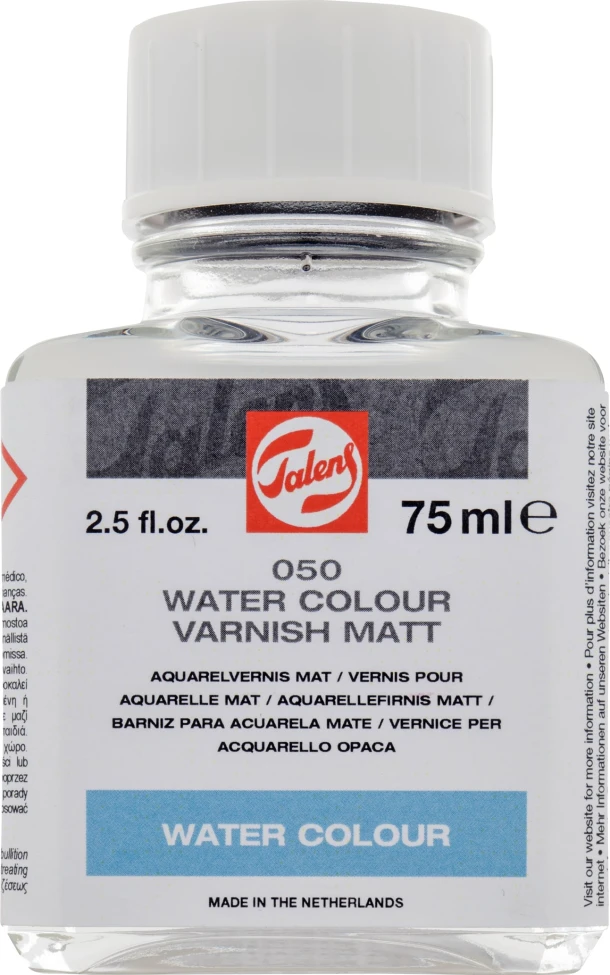 Talens
2.5 fl.oz.
75 ml e
050
WATER COLOUR
VARNISH MATT
AQUARELVERNIS MAT / VERNIS POUR
AQUARELLE MAT / AQUARELLEFIRNIS MATT /
BARNIZ PARA ACUARELA MATE / VERNICE PER
ACQUARELLO OPACA
WATER COLOUR
MADE IN THE NETHERLANDS
Visit our website for more information • Pour plus d'information visitez notre site
internet • Mehr Informationen auf unseren Websiten • Bezoek onze website voor